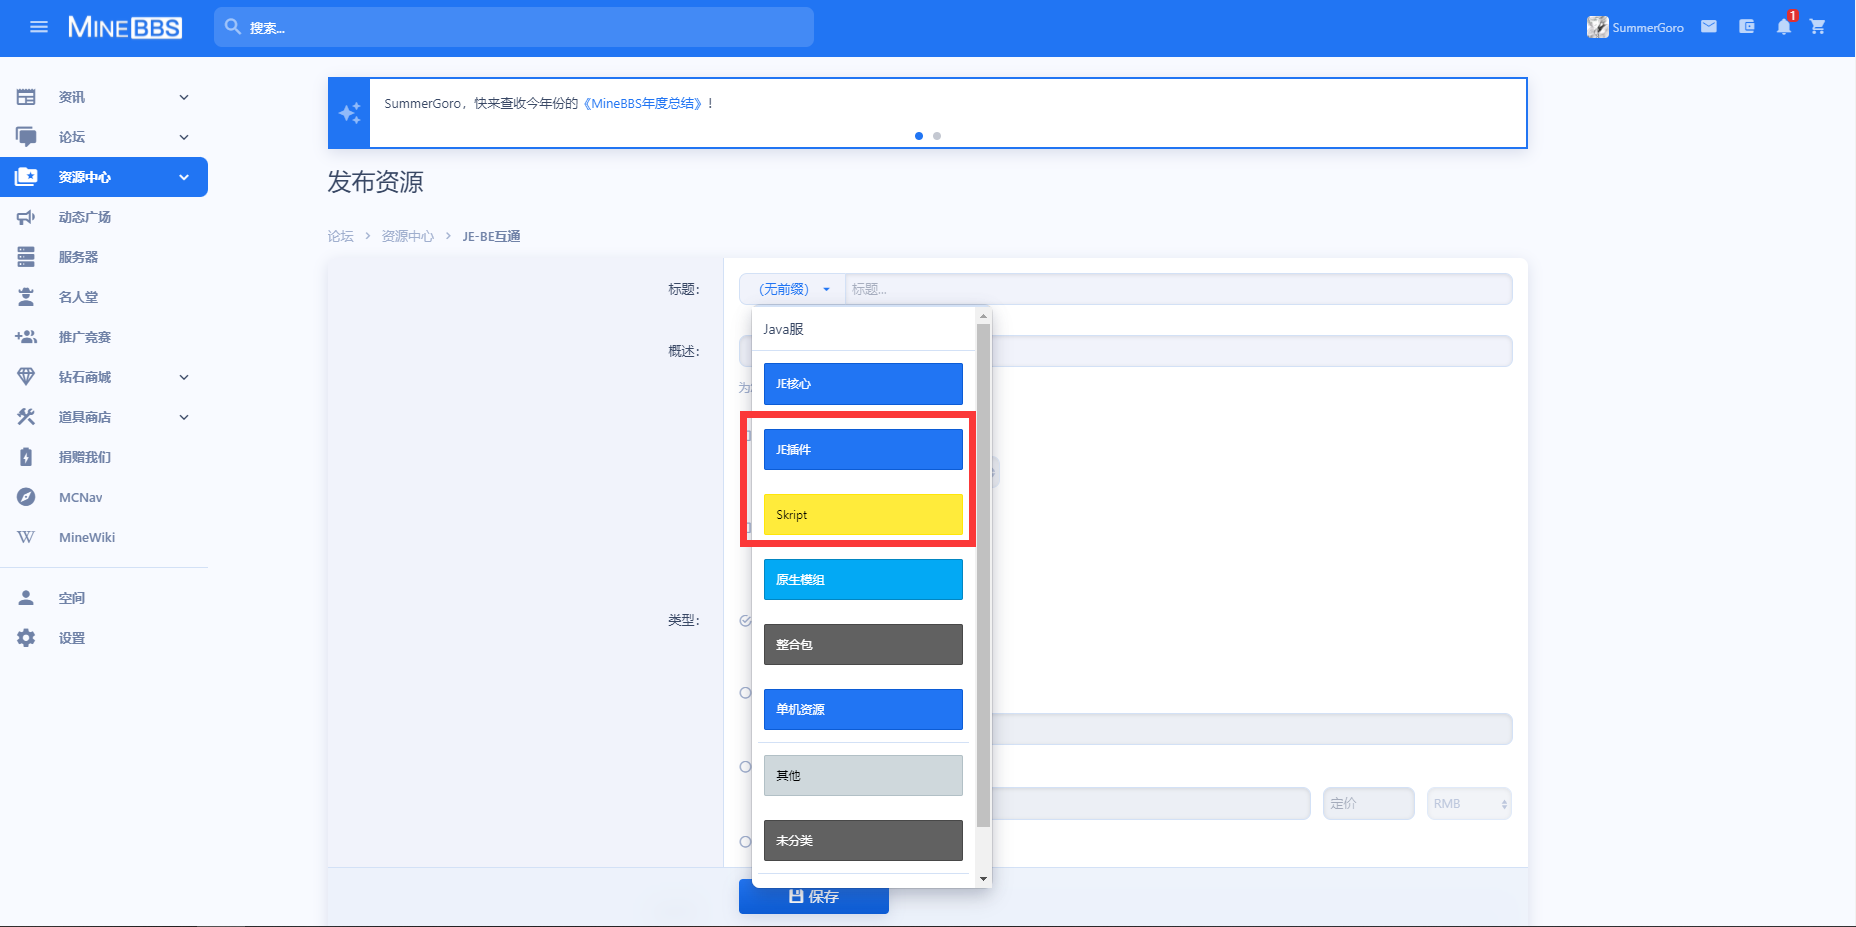 MINEBBS
搜索...
SummerGoro
1
资讯
论坛
资源中心
动态广场
服务器
名人堂
推广竞赛
钻石商城
道具商店
捐赠我们
MCNav
MineWiki
空间
设置
SummerGoro，快来查收今年份的《MineBBS年度总结》！
发布资源
论坛 > 资源中心 > JE-BE互通
标题：
(无前缀)
标题...
概述：
Java服
JE核心
JE插件
Skript
原生模组
整合包
单机资源
其他
未分类
类型：
定价
RMB
保存